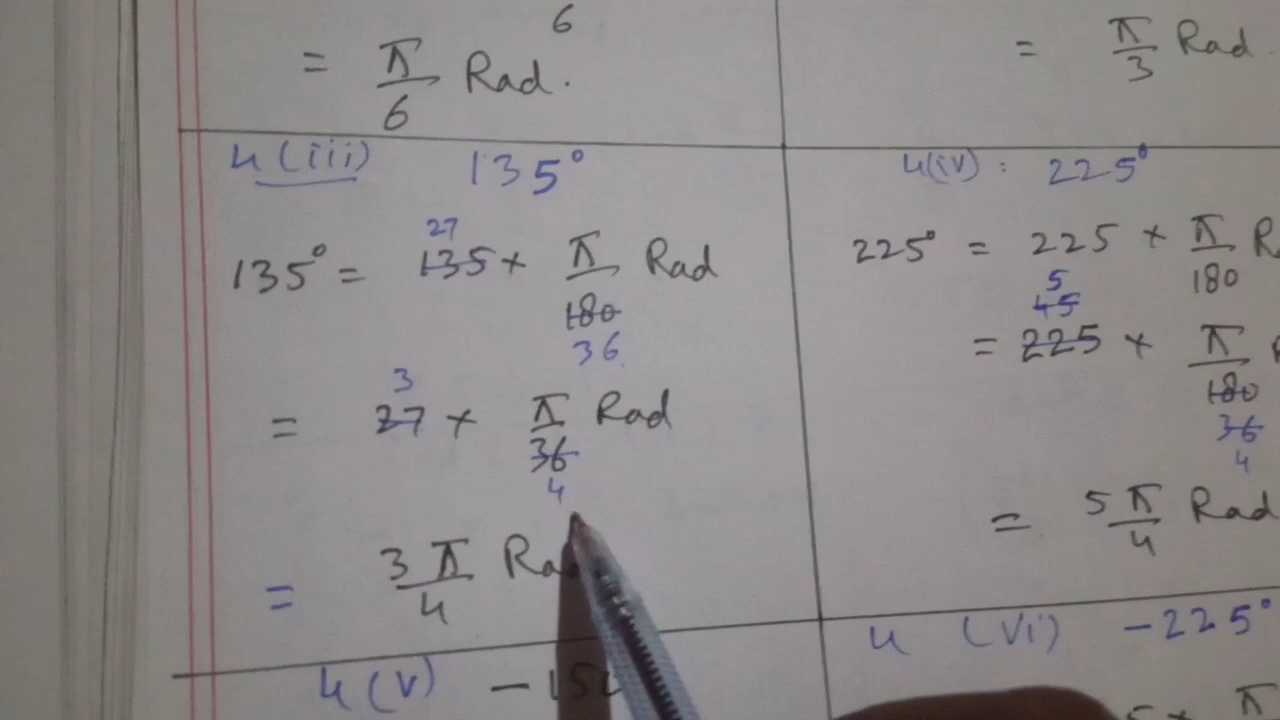 6
= π/6 Rad.
= π/3 Rad.
4(iii) 135°
27
135° = 135 × π/180 Rad
36
3
= 27 × π/36 Rad
4
= 3π/4
4(iv): 225°
225° = 225 × π/180
5
45
= 225 × π/180
36
4
= 5π/4 Rad
4(v)
4 (vi) -225°